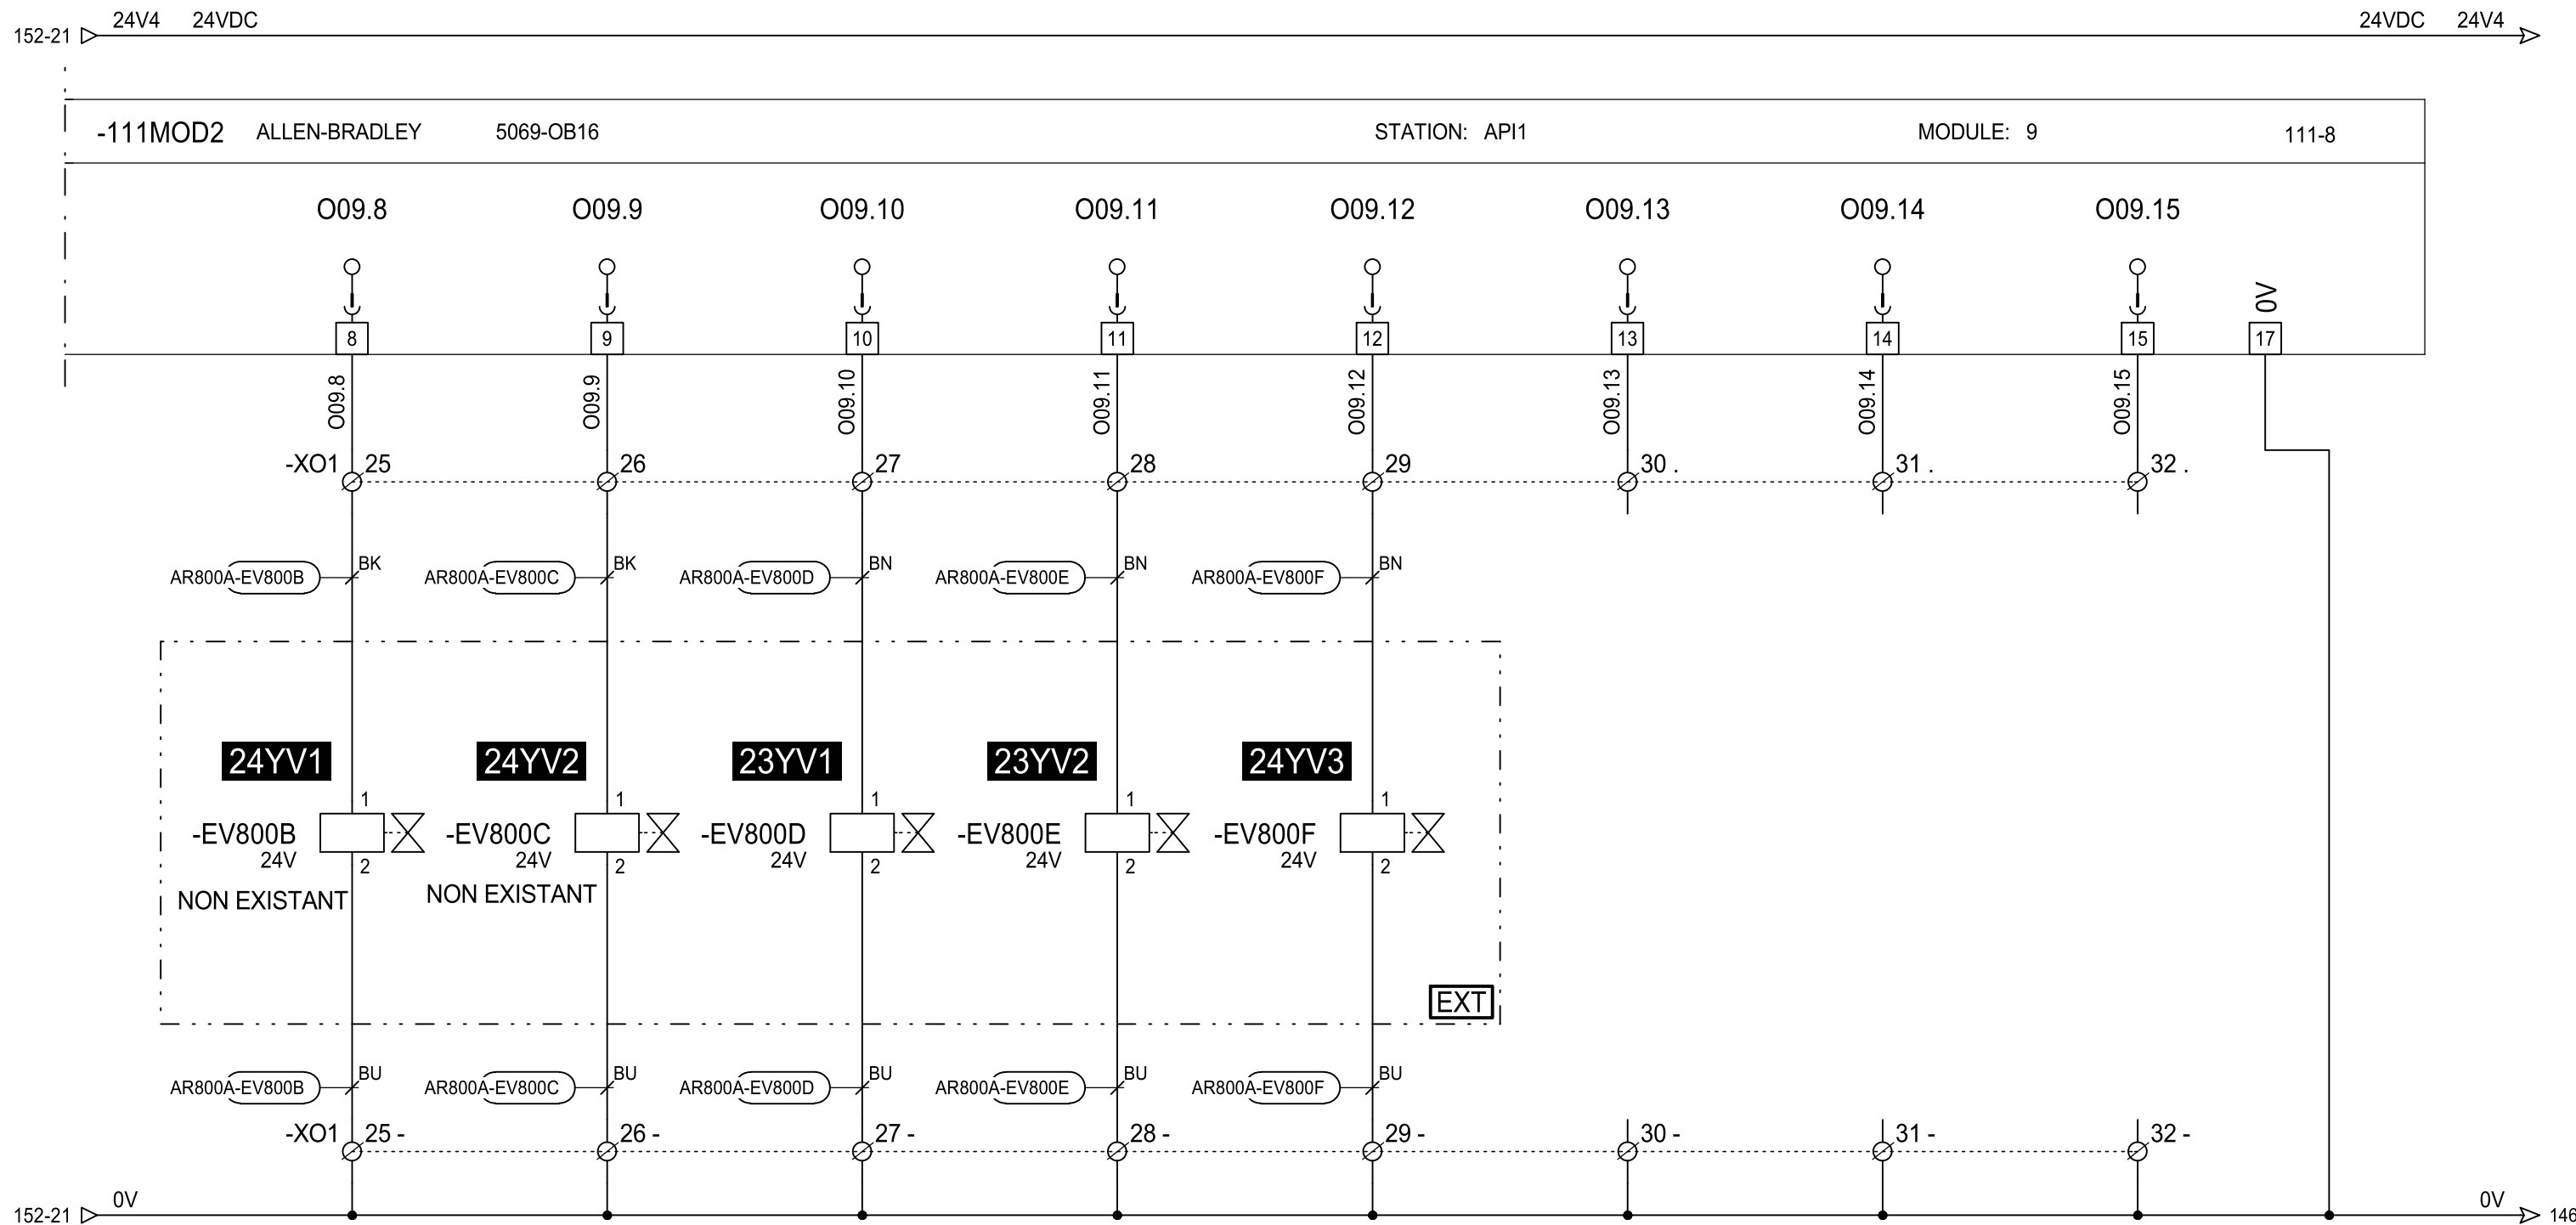 24V4 24VDC 24VDC 24V4
152-21
-111MOD2 ALLEN-BRADLEY 5069-OB16 STATION: API1 MODULE: 9 111-8
O09.8 O09.9 O09.10 O09.11 O09.12 O09.13 O09.14 O09.15
0V
8 9 10 11 12 13 14 15 17
O09.8 O09.9 O09.10 O09.11 O09.12 O09.13 O09.14 O09.15
-XO1 25 26 27 28 29 30 . 31 . 32 .
BK BK BN BN BN
AR800A-EV800B AR800A-EV800C AR800A-EV800D AR800A-EV800E AR800A-EV800F
24YV1 24YV2 23YV1 23YV2 24YV3
1 1 1 1 1
-EV800B -EV800C -EV800D -EV800E -EV800F
24V 24V 24V 24V 24V
2 2 2 2 2
NON EXISTANT NON EXISTANT
EXT
BU BU BU BU BU
AR800A-EV800B AR800A-EV800C AR800A-EV800D AR800A-EV800E AR800A-EV800F
-XO1 25 - 26 - 27 - 28 - 29 - 30 - 31 - 32 -
0V 0V
152-21 146